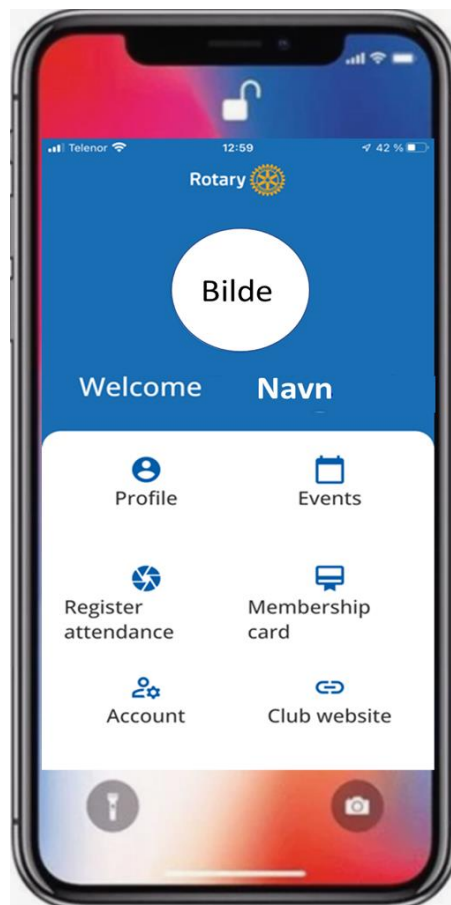 Telenor 12:59 42 %
Rotary
Bilde
Welcome Navn
Profile Events
Register Membership
attendance card
Account Club website